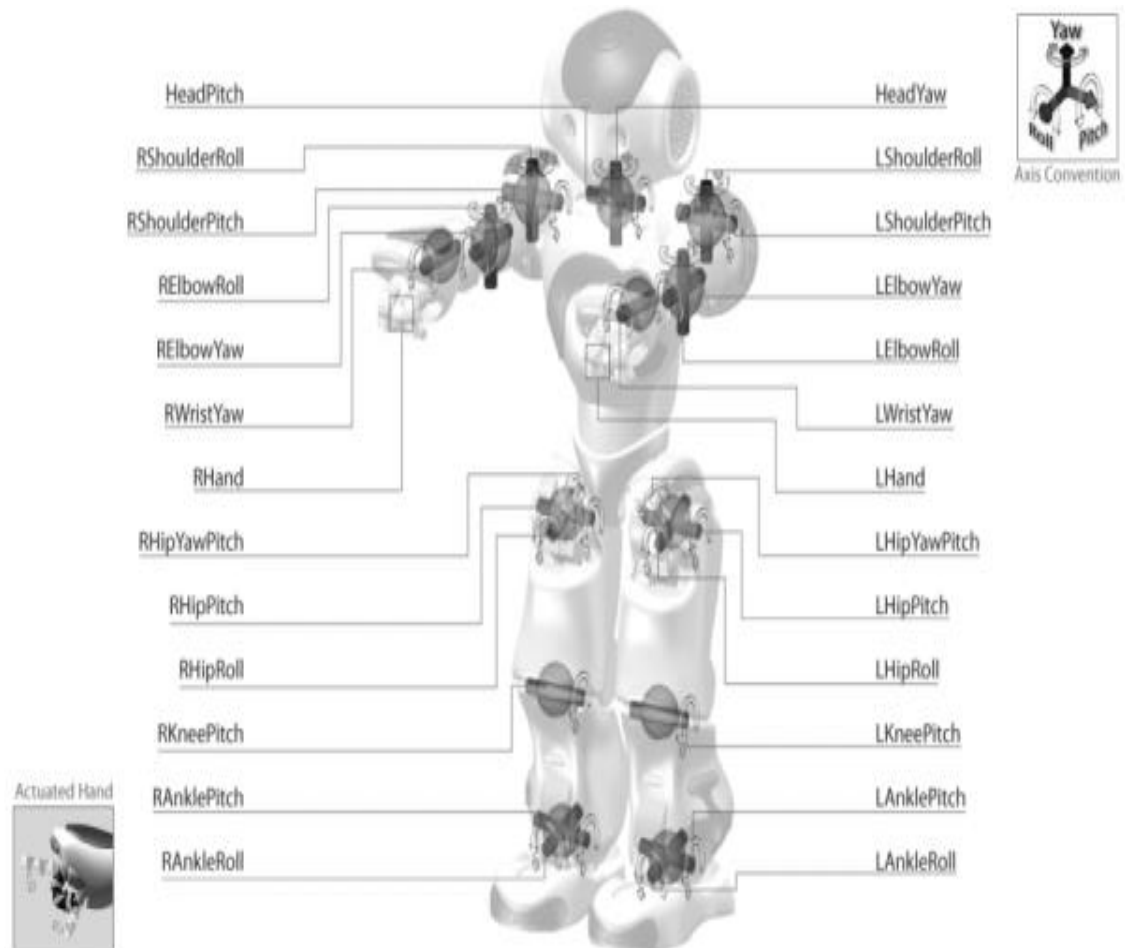 Yaw
Roll
Pitch
Axis Convention
HeadPitch
HeadYaw
RShoulderRoll
LShoulderRoll
RShoulderPitch
LShoulderPitch
RElbowRoll
LElbowYaw
RElbowYaw
LElbowRoll
RWristYaw
LWristYaw
RHand
LHand
RHipYawPitch
LHipYawPitch
RHipPitch
LHipPitch
RHipRoll
LHipRoll
RKneePitch
LKneePitch
Actuated Hand
RAnklePitch
LAnklePitch
RAnkleRoll
LAnkleRoll